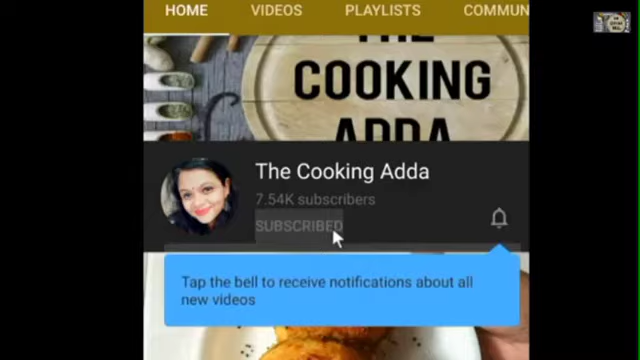 HOME VIDEOS PLAYLISTS COMMUN
THE
COOKING
ADDA
The Cooking Adda
7.54K subscribers
SUBSCRIBED
Tap the bell to receive notifications about all
new videos